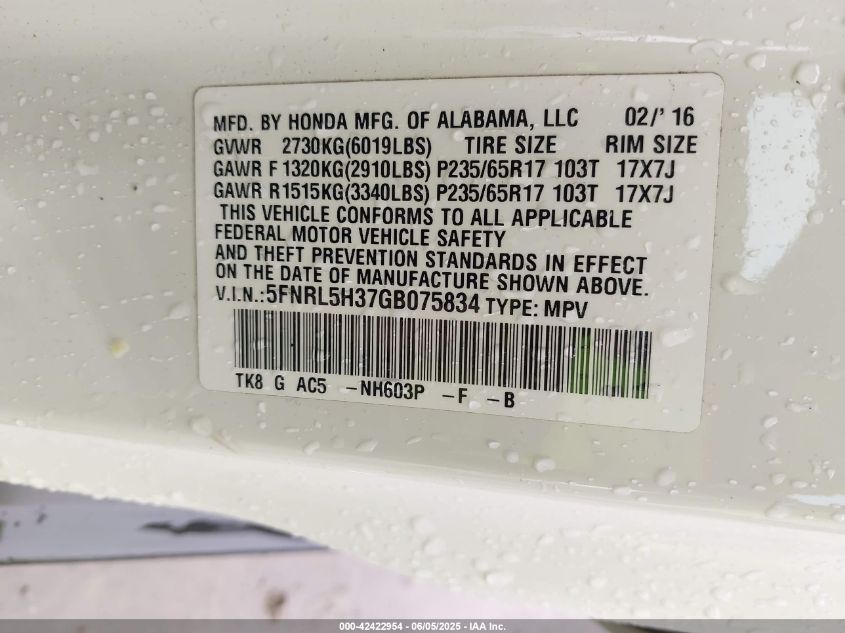 MFD. BY HONDA MFG. OF ALABAMA, LLC 02/'16
GVWR 2730KG(6019LBS) TIRE SIZE RIM SIZE
GAWR F 1320KG(2910LBS) P235/65R17 103T 17X7J
GAWR R1515KG(3340LBS) P235/65R17 103T 17X7J
THIS VEHICLE CONFORMS TO ALL APPLICABLE
FEDERAL MOTOR VEHICLE SAFETY
AND THEFT PREVENTION STANDARDS IN EFFECT
ON THE DATE OF MANUFACTURE SHOWN ABOVE.
V.I.N.:5FNRL5H37GB075834 TYPE: MPV
TK8 G AC5 -NH603P -F -B
000-42422954 - 06/05/2025 - IAA Inc.